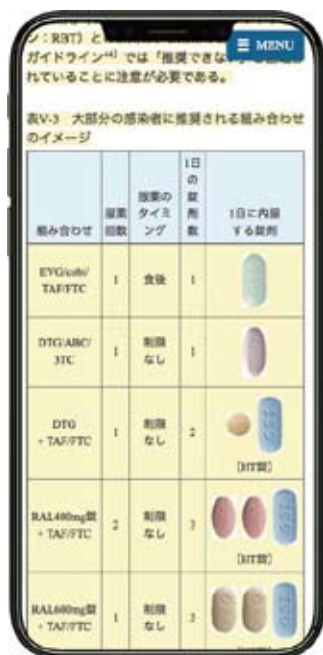 ン：RBT）と
MENU
ガイドライン では「推奨できな
れていることに注意が必要である。
表V-3 大部分の感染者に推奨される組み合わせ
のイメージ
組み合わせ
服薬
回数
服薬の
タイミ
ング
1日
の
錠
剤
数
1日に内服
する錠剤
EVG/cobi/
TAF/FTC
1
食後
1
DTG/ABC/
3TC
1
制限
なし
1
DTG
+ TAF/FTC
1
制限
なし
2
[HT錠]
RAL400mg錠
+ TAF/FTC
2
制限
なし
3
[HT錠]
RAL600mg錠
+ TAF/FTC
1
制限
なし
3